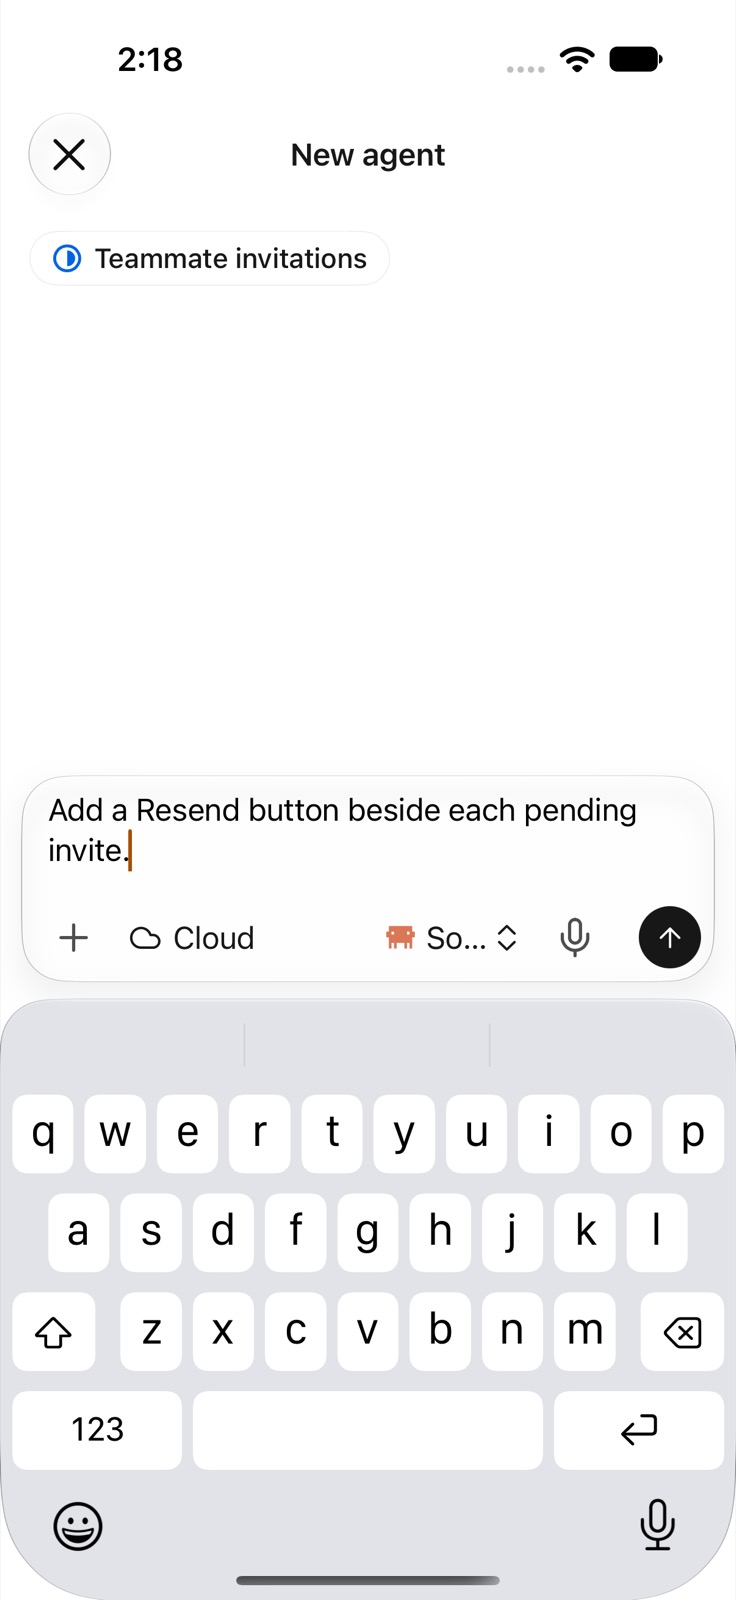 2:18
New agent
Teammate invitations
Add a Resend button beside each pending
invite.
Cloud
So...
q w e r t y u i o p
a s d f g h j k l
z x c v b n m
123